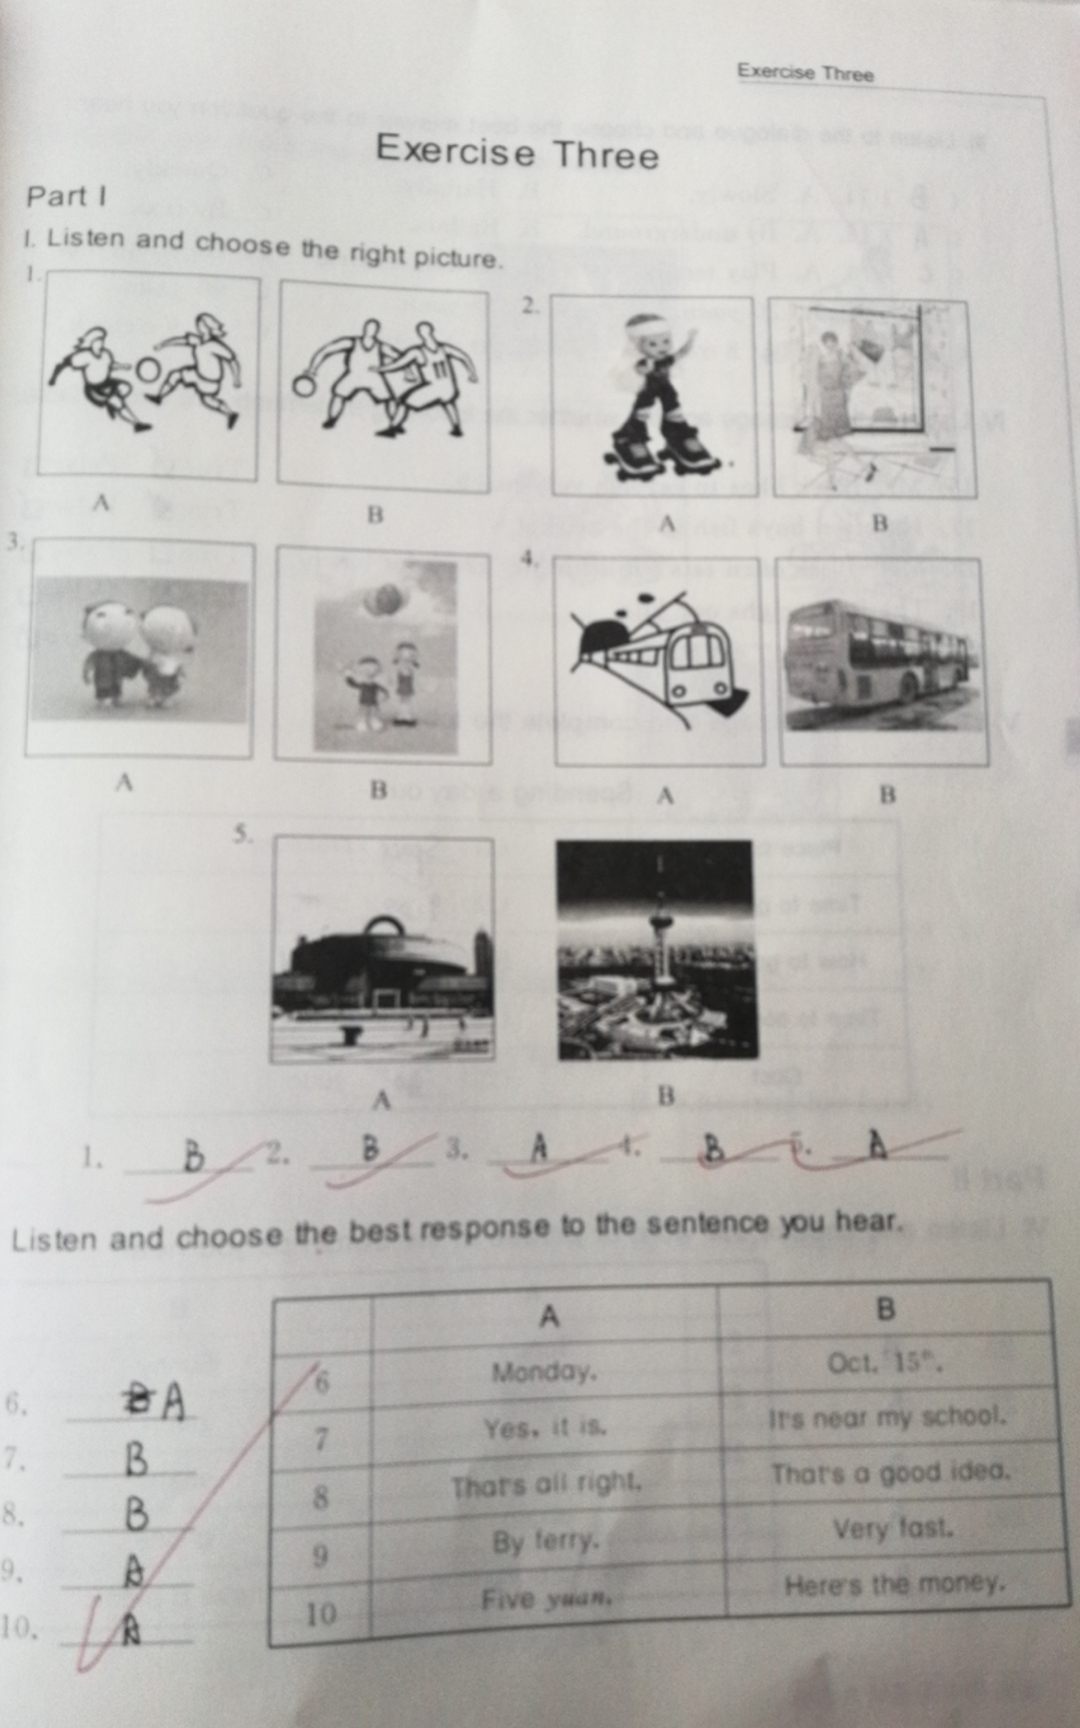 Exercise Three
Exercise Three
Part I
I. Listen and choose the right picture.
1.
2.
A
B
A
B
3.
4.
A
B
A
B
5.
A
B
1. B 2. B 3. A 4. B 5. A
Listen and choose the best response to the sentence you hear.
A B
6 Monday. Oct. 15th.
7 Yes, it is. It's near my school.
8 That's all right. That's a good idea.
9 By ferry. Very fast.
10 Five yuan. Here's the money.
6. A
7. B
8. B
9. A
10. A